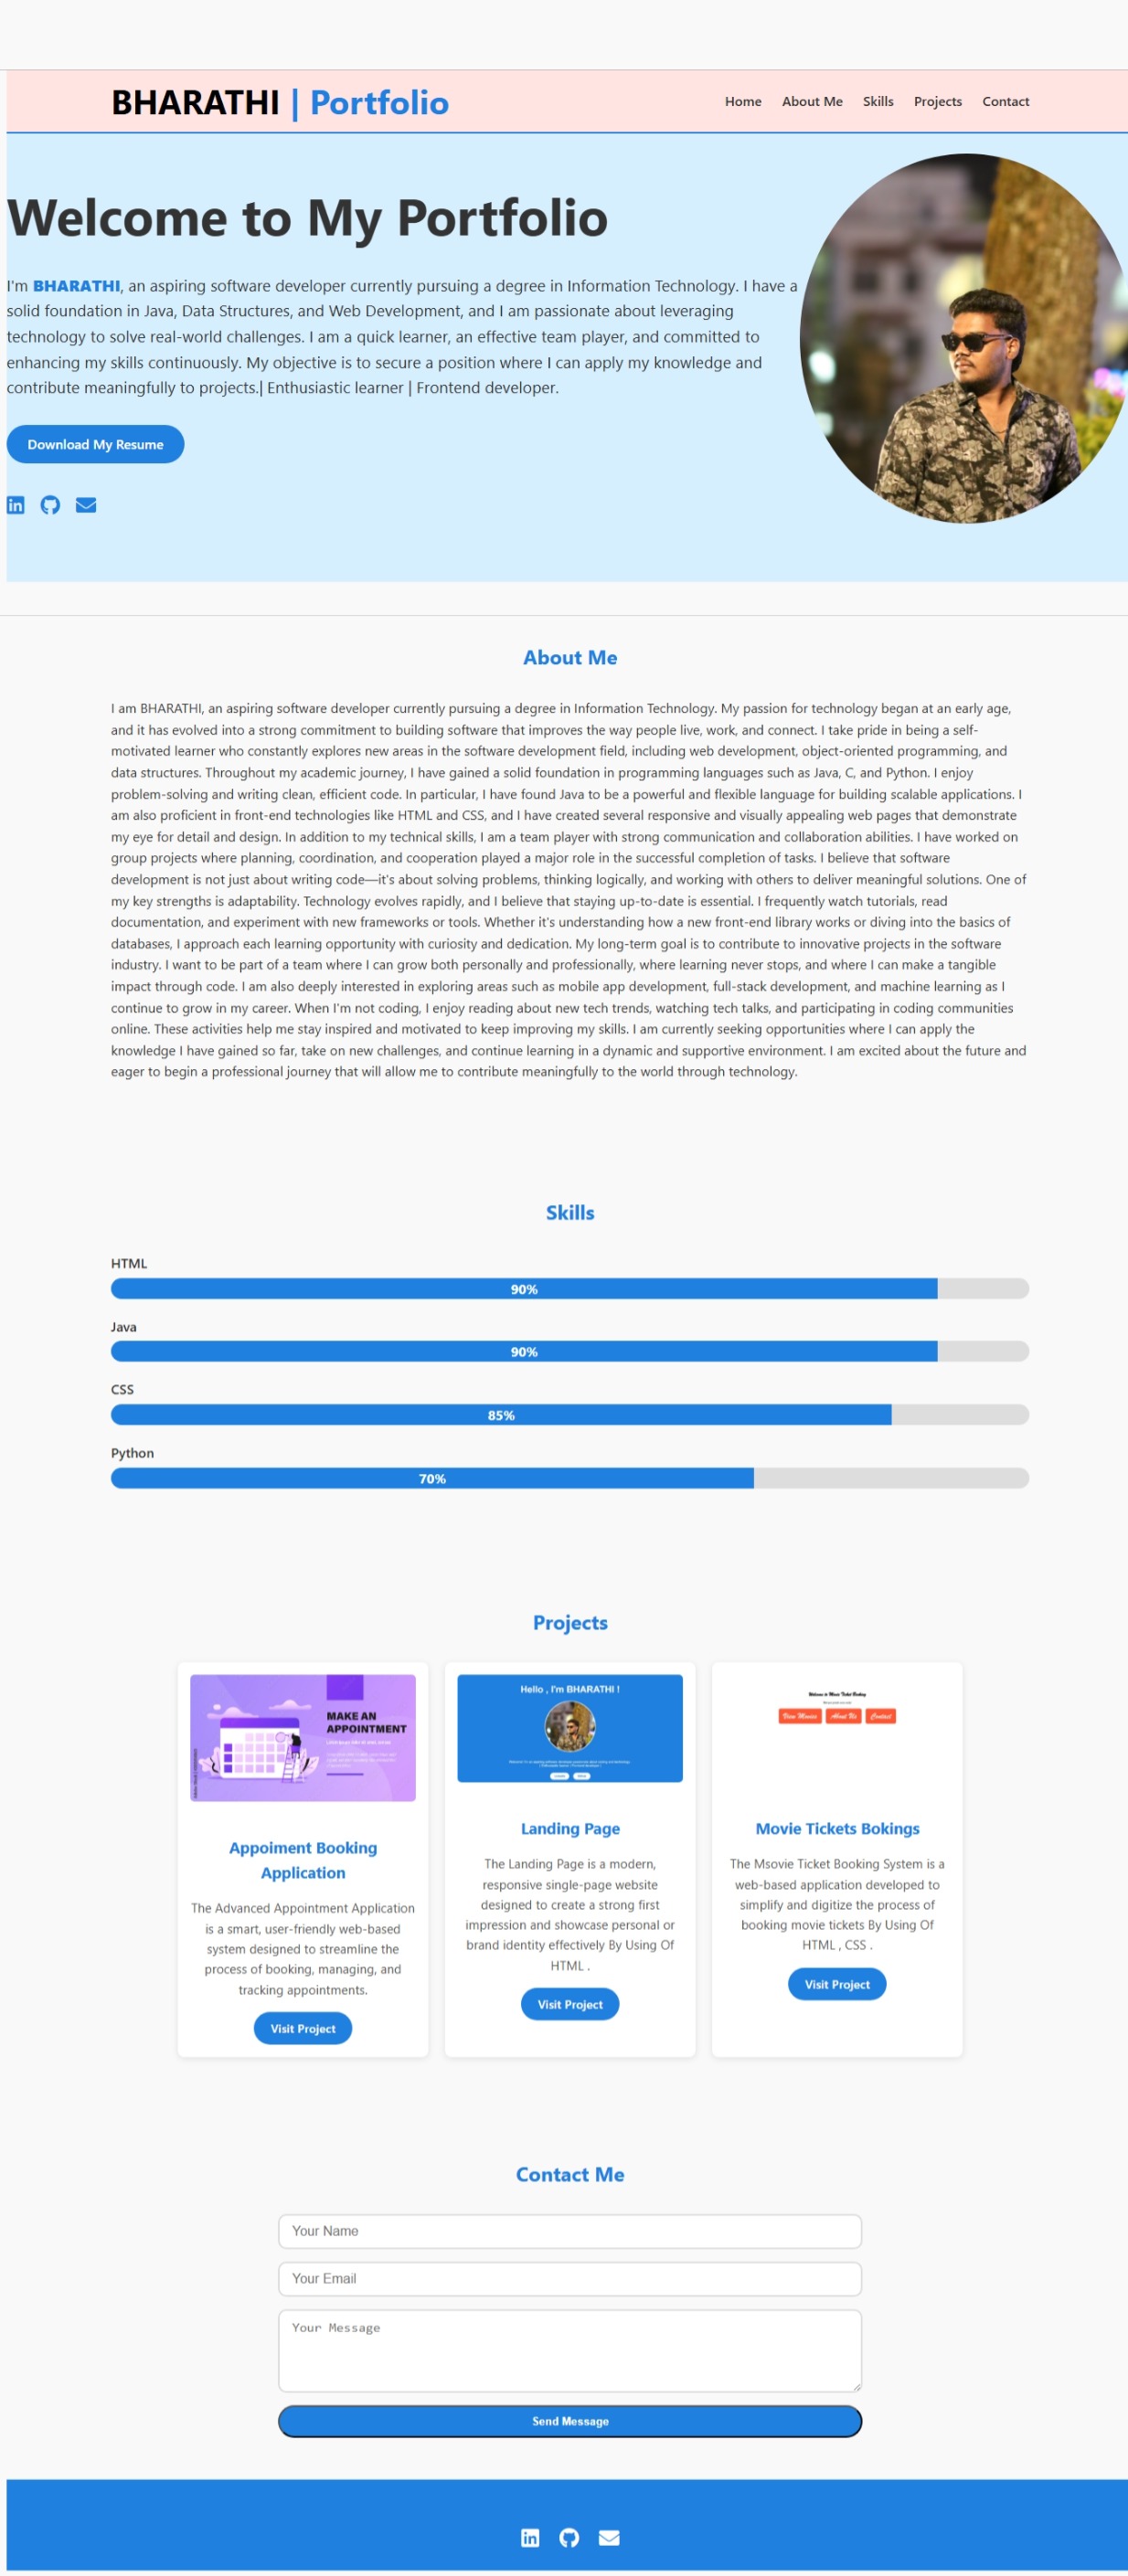 BHARATHI | Portfolio
Home About Me Skills Projects Contact
Welcome to My Portfolio
I'm BHARATHI, an aspiring software developer currently pursuing a degree in Information Technology. I have a
solid foundation in Java, Data Structures, and Web Development, and I am passionate about leveraging
technology to solve real-world challenges. I am a quick learner, an effective team player, and committed to
enhancing my skills continuously. My objective is to secure a position where I can apply my knowledge and
contribute meaningfully to projects.| Enthusiastic learner | Frontend developer.
Download My Resume
About Me
I am BHARATHI, an aspiring software developer currently pursuing a degree in Information Technology. My passion for technology began at an early age,
and it has evolved into a strong commitment to building software that improves the way people live, work, and connect. I take pride in being a self-
motivated learner who constantly explores new areas in the software development field, including web development, object-oriented programming, and
data structures. Throughout my academic journey, I have gained a solid foundation in programming languages such as Java, C, and Python. I enjoy
problem-solving and writing clean, efficient code. In particular, I have found Java to be a powerful and flexible language for building scalable applications. I
am also proficient in front-end technologies like HTML and CSS, and I have created several responsive and visually appealing web pages that demonstrate
my eye for detail and design. In addition to my technical skills, I am a team player with strong communication and collaboration abilities. I have worked on
group projects where planning, coordination, and cooperation played a major role in the successful completion of tasks. I believe that software
development is not just about writing code—it's about solving problems, thinking logically, and working with others to deliver meaningful solutions. One of
my key strengths is adaptability. Technology evolves rapidly, and I believe that staying up-to-date is essential. I frequently watch tutorials, read
documentation, and experiment with new frameworks or tools. Whether it's understanding how a new front-end library works or diving into the basics of
databases, I approach each learning opportunity with curiosity and dedication. My long-term goal is to contribute to innovative projects in the software
industry. I want to be part of a team where I can grow both personally and professionally, where learning never stops, and where I can make a tangible
impact through code. I am also deeply interested in exploring areas such as mobile app development, full-stack development, and machine learning as I
continue to grow in my career. When I'm not coding, I enjoy reading about new tech trends, watching tech talks, and participating in coding communities
online. These activities help me stay inspired and motivated to keep improving my skills. I am currently seeking opportunities where I can apply the
knowledge I have gained so far, take on new challenges, and continue learning in a dynamic and supportive environment. I am excited about the future and
eager to begin a professional journey that will allow me to contribute meaningfully to the world through technology.
Skills
HTML
90%
Java
90%
CSS
85%
Python
70%
Projects
MAKE AN
APPOINTMENT
Appoiment Booking
Application
The Advanced Appointment Application
is a smart, user-friendly web-based
system designed to streamline the
process of booking, managing, and
tracking appointments.
Visit Project
Hello , I'm BHARATHI !
Landing Page
The Landing Page is a modern,
responsive single-page website
designed to create a strong first
impression and showcase personal or
brand identity effectively By Using Of
HTML .
Visit Project
Welcome to Movie Ticket Booking
View Movies About Us Contact
Movie Tickets Bokings
The Msovie Ticket Booking System is a
web-based application developed to
simplify and digitize the process of
booking movie tickets By Using Of
HTML , CSS .
Visit Project
Contact Me
Your Name
Your Email
Your Message
Send Message